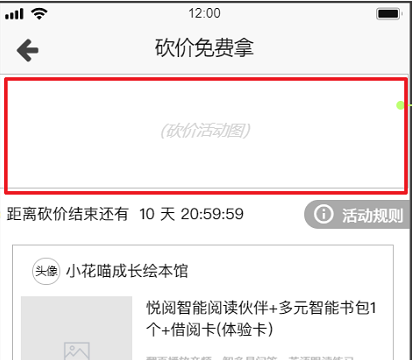 12:00
砍价免费拿
(砍价活动图)
距离砍价结束还有 10 天 20:59:59
活动规则
头像 小花喵成长绘本馆
悦阅智能阅读伙伴+多元智能书包1
个+借阅卡(体验卡)